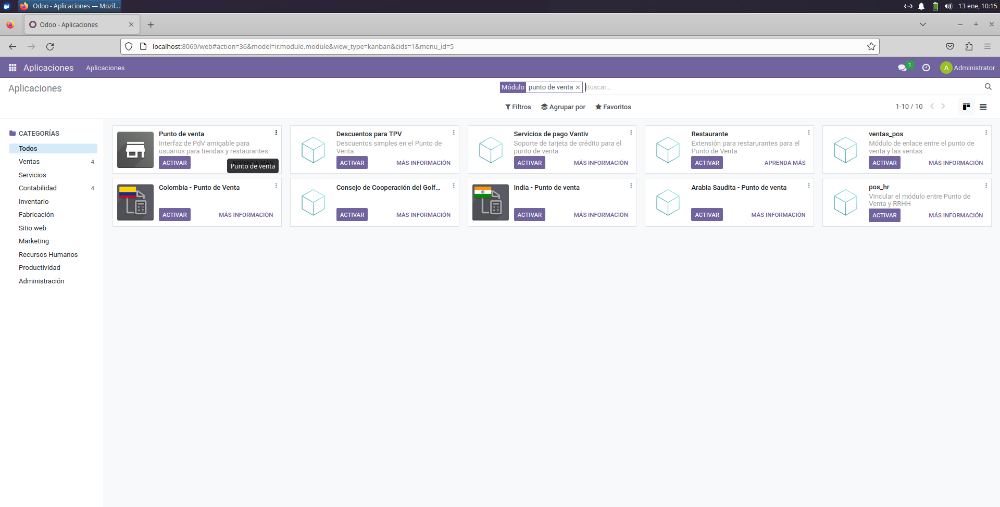 Odoo - Aplicaciones — Mozil...
13 ene, 10:15
Odoo - Aplicaciones
localhost:8069/web#action=36&model=ir.module.module&view_type=kanban&cids=1&menu_id=5
Aplicaciones
Aplicaciones
1
A
Administrator
Aplicaciones
Módulo punto de venta
Buscar...
Filtros
Agrupar por
Favoritos
1-10 / 10
CATEGORÍAS
Todos
Ventas 4
Servicios
Contabilidad 4
Inventario
Fabricación
Sitio web
Marketing
Recursos Humanos
Productividad
Administración
Punto de venta
Interfaz de PdV amigable para
usuarios para tiendas y restaurantes
ACTIVAR
Punto de venta
Descuentos para TPV
Descuentos simples en el Punto de
Venta
ACTIVAR
MÁS INFORMACIÓN
Servicios de pago Vantiv
Soporte de tarjeta de crédito para el
punto de venta
ACTIVAR
MÁS INFORMACIÓN
Restaurante
Extensión para restarurantes para el
Punto de Venta
ACTIVAR
APRENDA MÁS
ventas_pos
Módulo de enlace entre el punto de
venta y las ventas
ACTIVAR
MÁS INFORMACIÓN
Colombia - Punto de Venta
ACTIVAR
MÁS INFORMACIÓN
Consejo de Cooperación del Golf...
ACTIVAR
MÁS INFORMACIÓN
India - Punto de venta
ACTIVAR
MÁS INFORMACIÓN
Arabia Saudita - Punto de venta
ACTIVAR
MÁS INFORMACIÓN
pos_hr
Vincular el módulo entre Punto de
Venta y RRHH
ACTIVAR
MÁS INFORMACIÓN